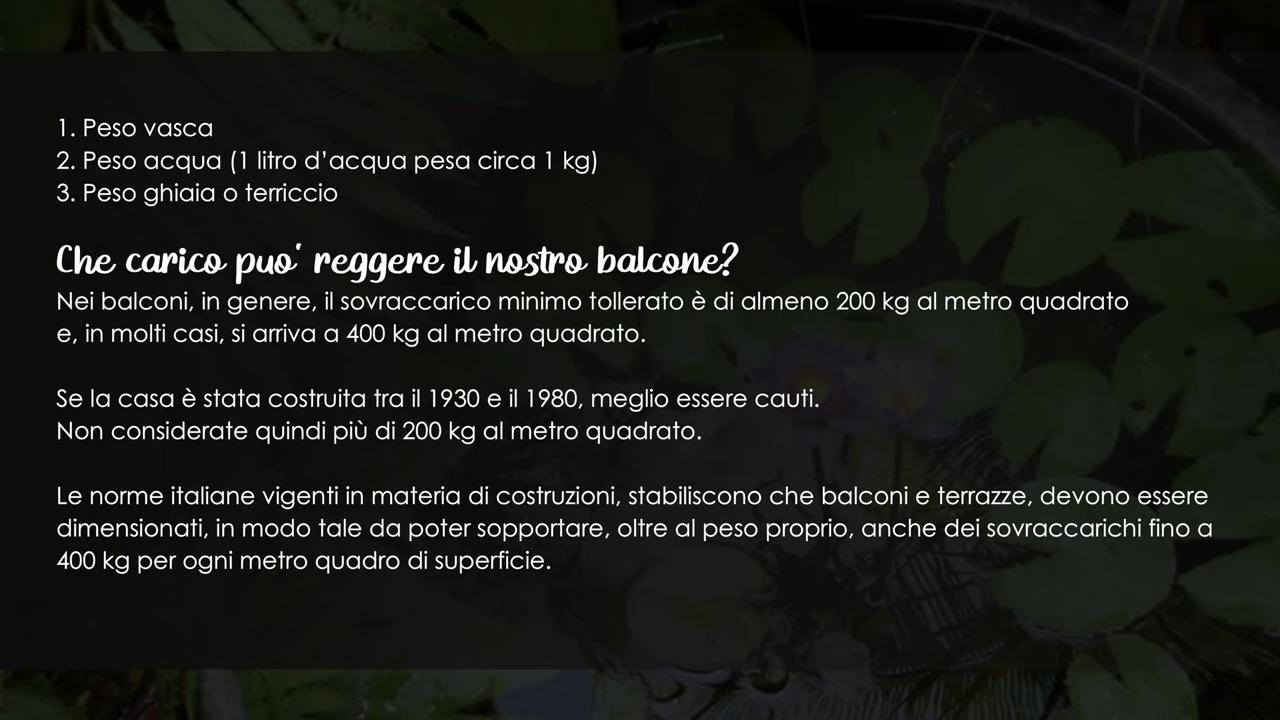 1. Peso vasca
2. Peso acqua (1 litro d’acqua pesa circa 1 kg)
3. Peso ghiaia o terriccio
Che carico puo' reggere il nostro balcone?
Nei balconi, in genere, il sovraccarico minimo tollerato è di almeno 200 kg al metro quadrato
e, in molti casi, si arriva a 400 kg al metro quadrato.
Se la casa è stata costruita tra il 1930 e il 1980, meglio essere cauti.
Non considerate quindi più di 200 kg al metro quadrato.
Le norme italiane vigenti in materia di costruzioni, stabiliscono che balconi e terrazze, devono essere
dimensionati, in modo tale da poter sopportare, oltre al peso proprio, anche dei sovraccarichi fino a
400 kg per ogni metro quadro di superficie.